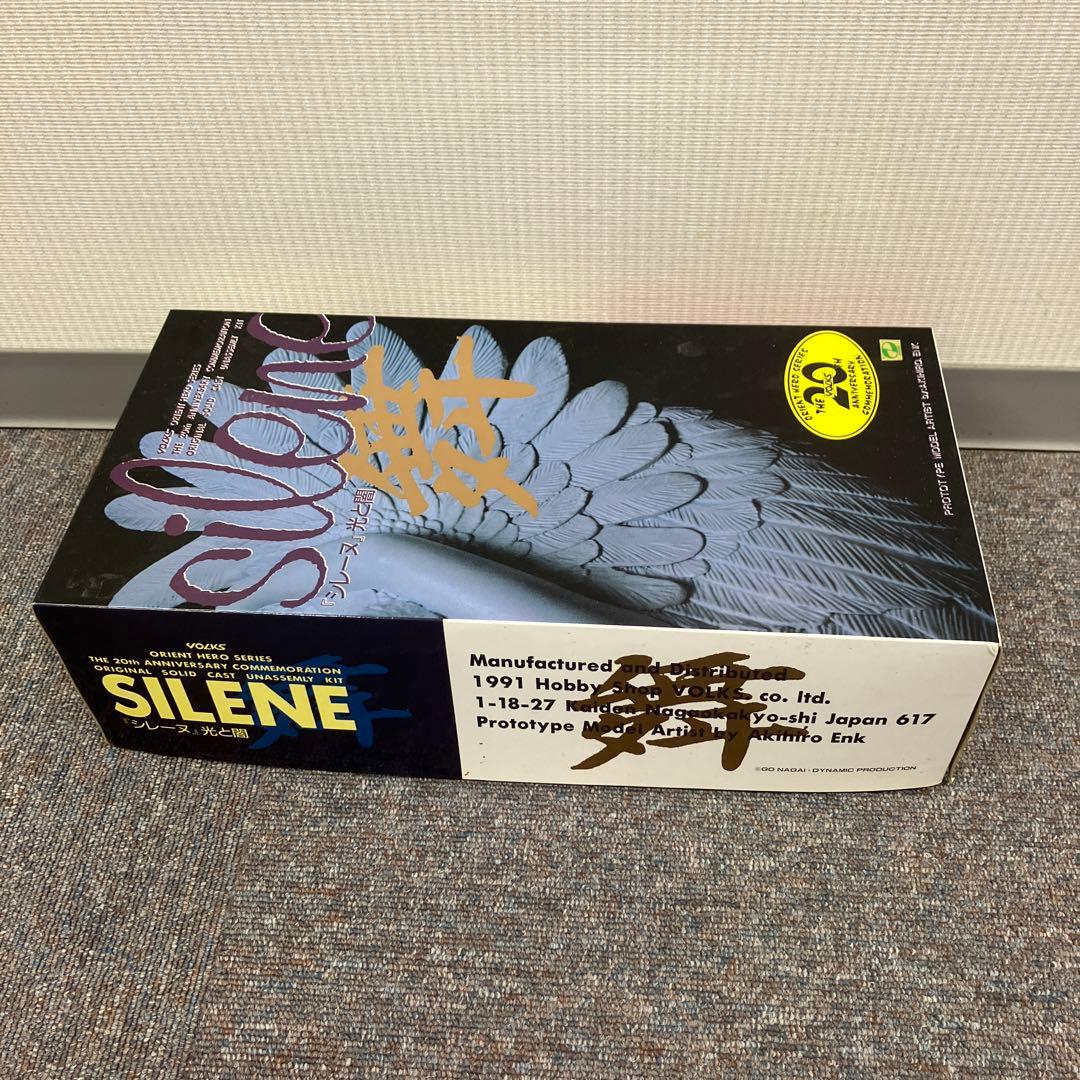 silene
舞
VOLKS ORIENT HERO SERIES
THE 20th ANNIVERSARY COMMEMORATION
ORIGINAL SOLID CAST UNASSEMLY KIT
『シレーヌ』光と闇
ORIENT HERO SERIES
THE VOLKS 20TH
ANNIVERSARY
COMMEMORATION
PROTOTYPE MODEL ARTIST by AKIHIRO ENK
VOLKS
ORIENT HERO SERIES
THE 20th ANNIVERSARY COMMEMORATION
ORIGINAL SOLID CAST UNASSEMLY KIT
SILENE
『シレーヌ』光と闇
舞
Manufactured and Distributed
1991 Hobby Shop VOLKS. co. ltd.
1-18-27 Kaiden Nagaokakyo-shi Japan 617
Prototype Model Artist by Akihiro Enk
舞
©GO NAGAI・DYNAMIC PRODUCTION